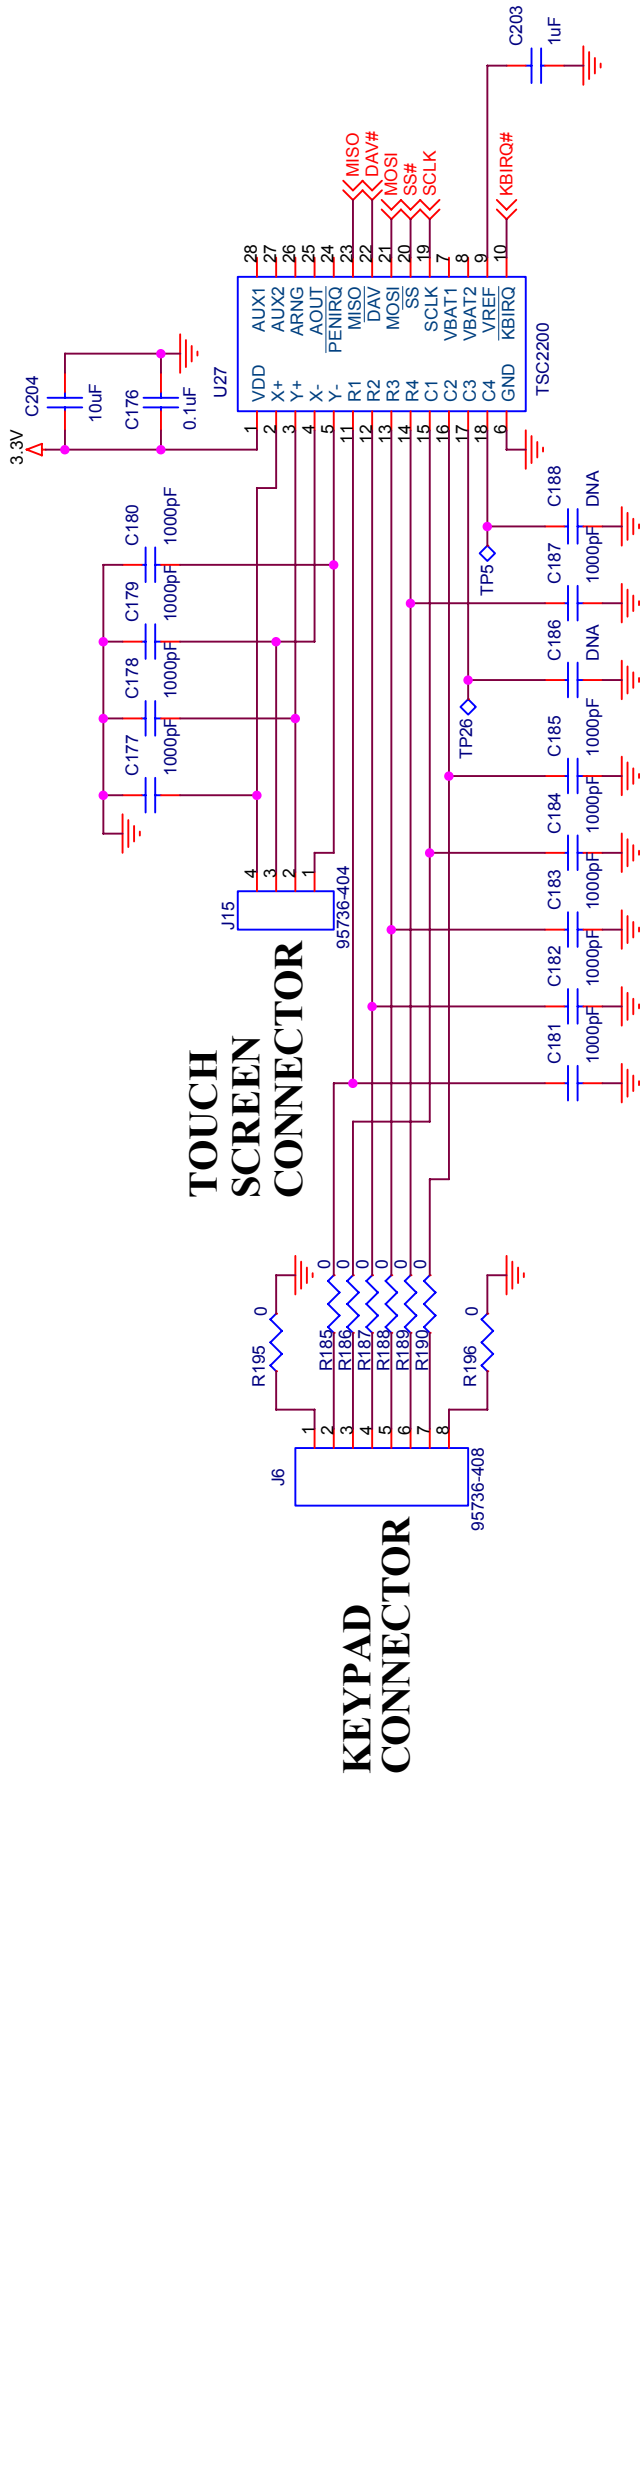 3.3V
C204
10uF
C176
0.1uF
C180
1000pF
C179
1000pF
C178
1000pF
C177
1000pF
TOUCH
SCREEN
CONNECTOR
J15
4
3
2
1
95736-404
KEYPAD
CONNECTOR
J6
1
2
3
4
5
6
7
8
95736-408
R195
0
R185
0
R186
0
R187
0
R188
0
R189
0
R190
0
R196
0
U27
1
VDD
2
X+
3
Y+
4
X-
5
Y-
11
R1
12
R2
13
R3
14
R4
15
C1
16
C2
17
C3
18
C4
6
GND
AUX1
28
AUX2
27
ARNG
26
AOUT
25
PENIRQ
24
MISO
23
DAV
22
MOSI
21
SS
20
SCLK
19
VBAT1
7
VBAT2
8
VREF
9
KBIRQ
10
TSC2200
MISO
DAV#
MOSI
SS#
SCLK
KBIRQ#
C203
1uF
TP5
TP26
C181
1000pF
C182
1000pF
C183
1000pF
C184
1000pF
C185
1000pF
C186
DNA
C187
1000pF
C188
DNA